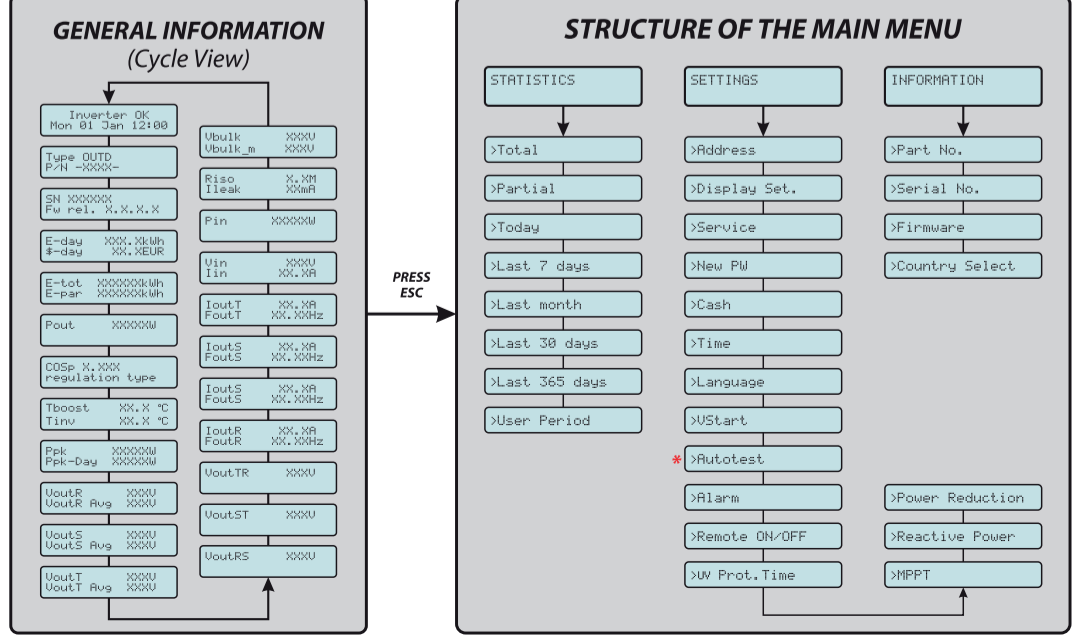 GENERAL INFORMATION
(Cycle View)
Inverter OK
Mon 01 Jan 12:00
Type OUTD
P/N -XXXX-
SN XXXXXX
Fw rel. X.X.X.X
E-day XXX.XkWh
$-day XX.XEUR
E-tot XXXXXXkWh
E-par XXXXXXkWh
Pout XXXXXW
COSp X.XXX
regulation type
Tboost XX.X °C
Tinv XX.X °C
Ppk XXXXXW
Ppk-Day XXXXXW
VoutR XXXV
VoutR Avg XXXV
VoutS XXXV
VoutS Avg XXXV
VoutT XXXV
VoutT Avg XXXV
Vbulk XXXV
Vbulk_m XXXV
Riso X.XM
Ileak XXmA
Pin XXXXXW
Vin XXXV
Iin XX.XA
IoutT XX.XA
FoutT XX.XXHz
IoutS XX.XA
FoutS XX.XXHz
IoutS XX.XA
FoutS XX.XXHz
IoutR XX.XA
FoutR XX.XXHz
VoutTR XXXV
VoutST XXXV
VoutRS XXXV
PRESS
ESC
STRUCTURE OF THE MAIN MENU
STATISTICS
>Total
>Partial
>Today
>Last 7 days
>Last month
>Last 30 days
>Last 365 days
>User Period
SETTINGS
>Address
>Display Set.
>Service
>New PW
>Cash
>Time
>Language
>VStart
* >Autotest
>Alarm
>Remote ON/OFF
>UV Prot.Time
INFORMATION
>Part No.
>Serial No.
>Firmware
>Country Select
>Power Reduction
>Reactive Power
>MPPT